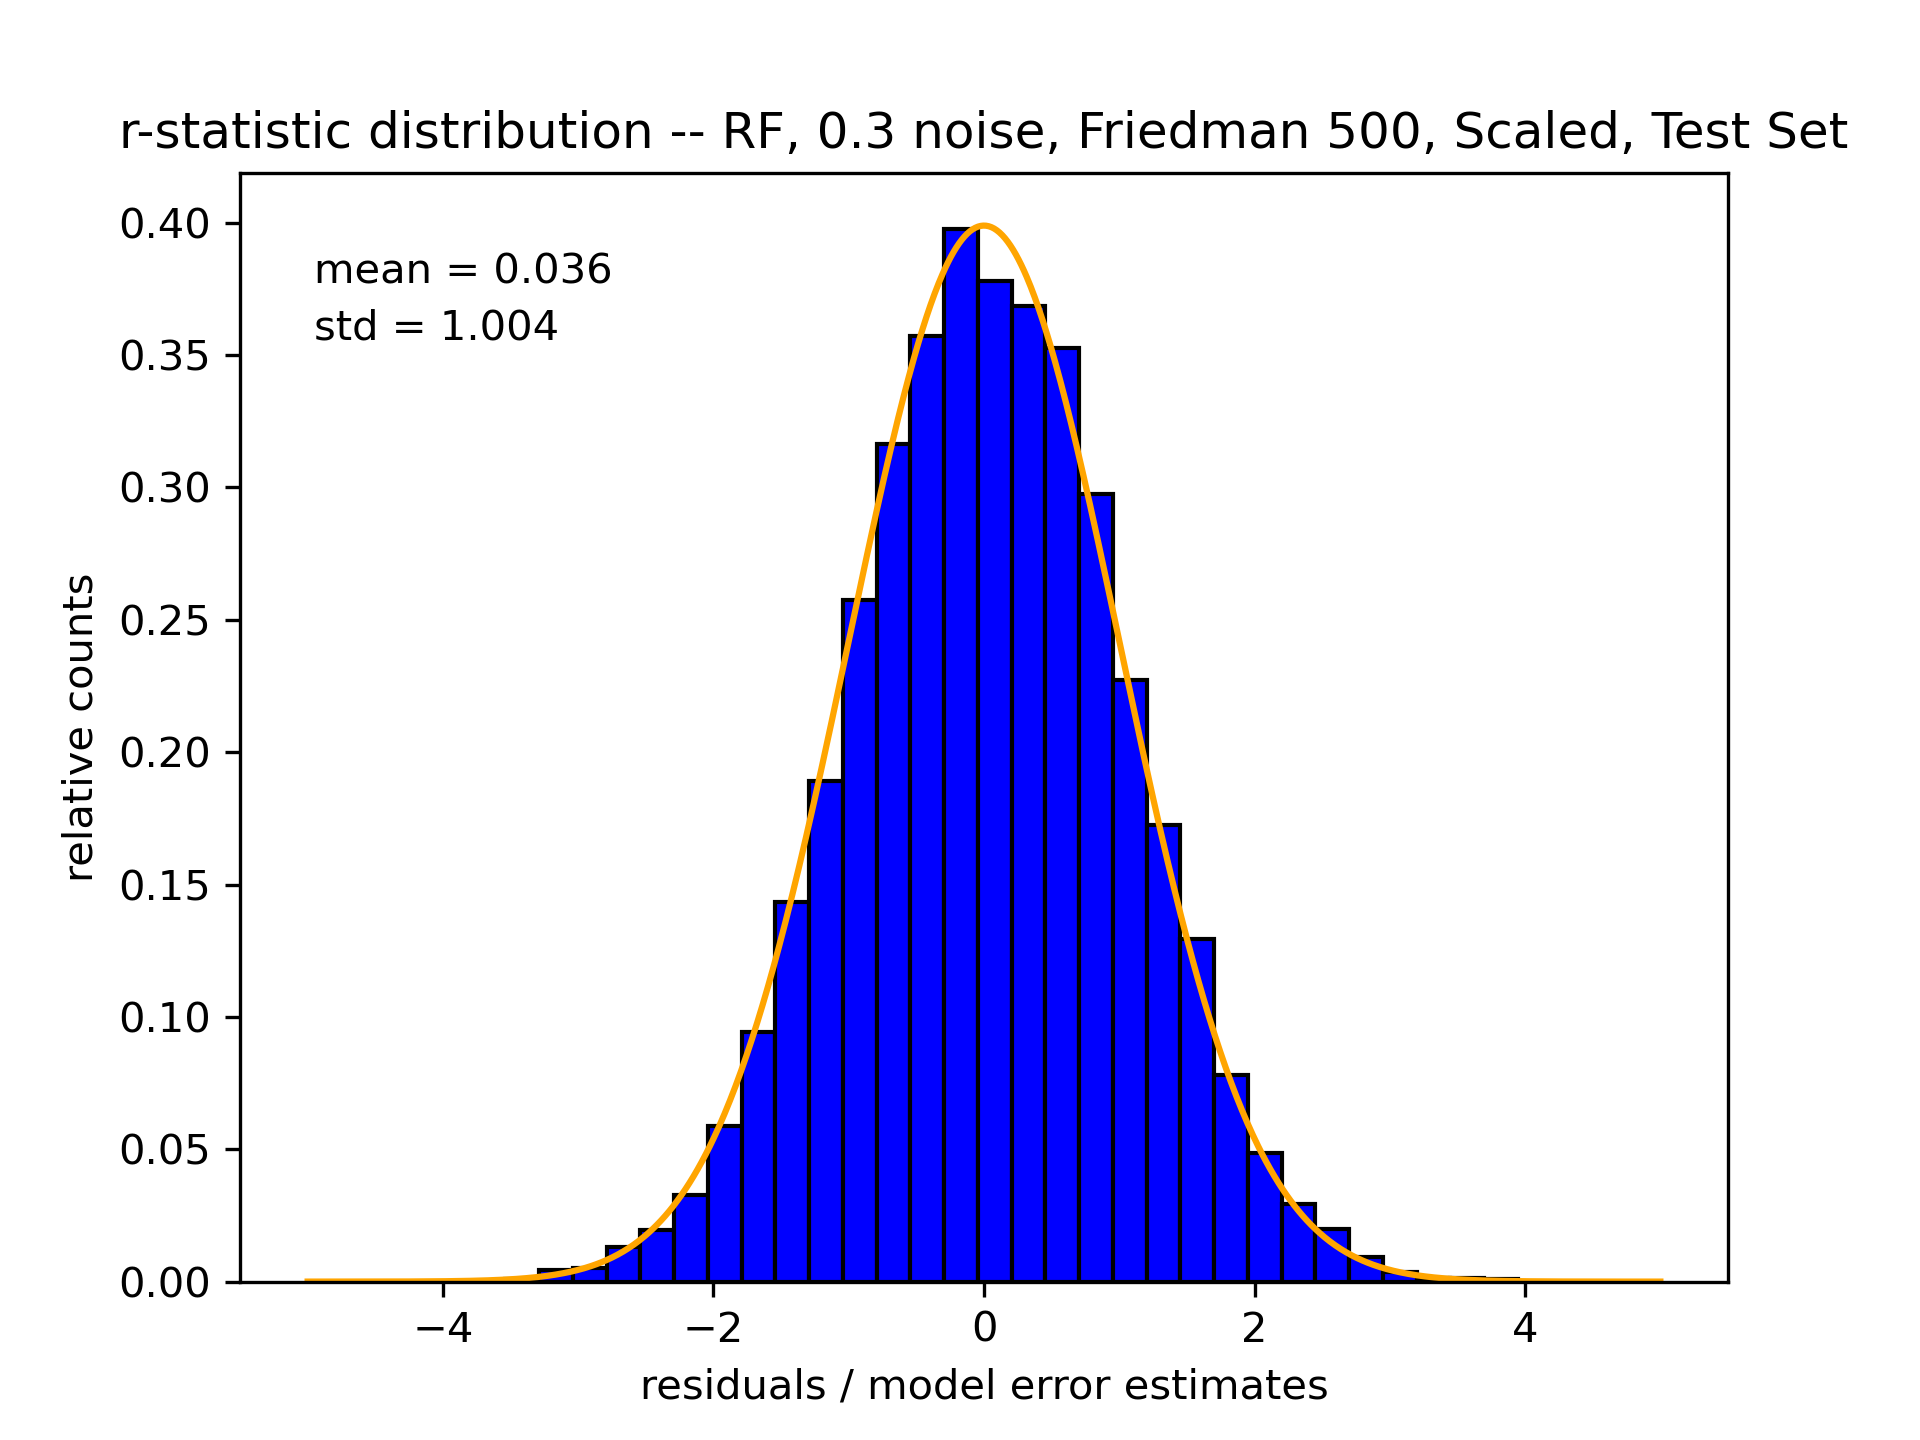 r-statistic distribution -- RF, 0.3 noise, Friedman 500, Scaled, Test Set
mean = 0.036
std = 1.004
0.40
0.35
0.30
0.25
0.20
0.15
0.10
0.05
0.00
relative counts
−4 −2 0 2 4
residuals / model error estimates